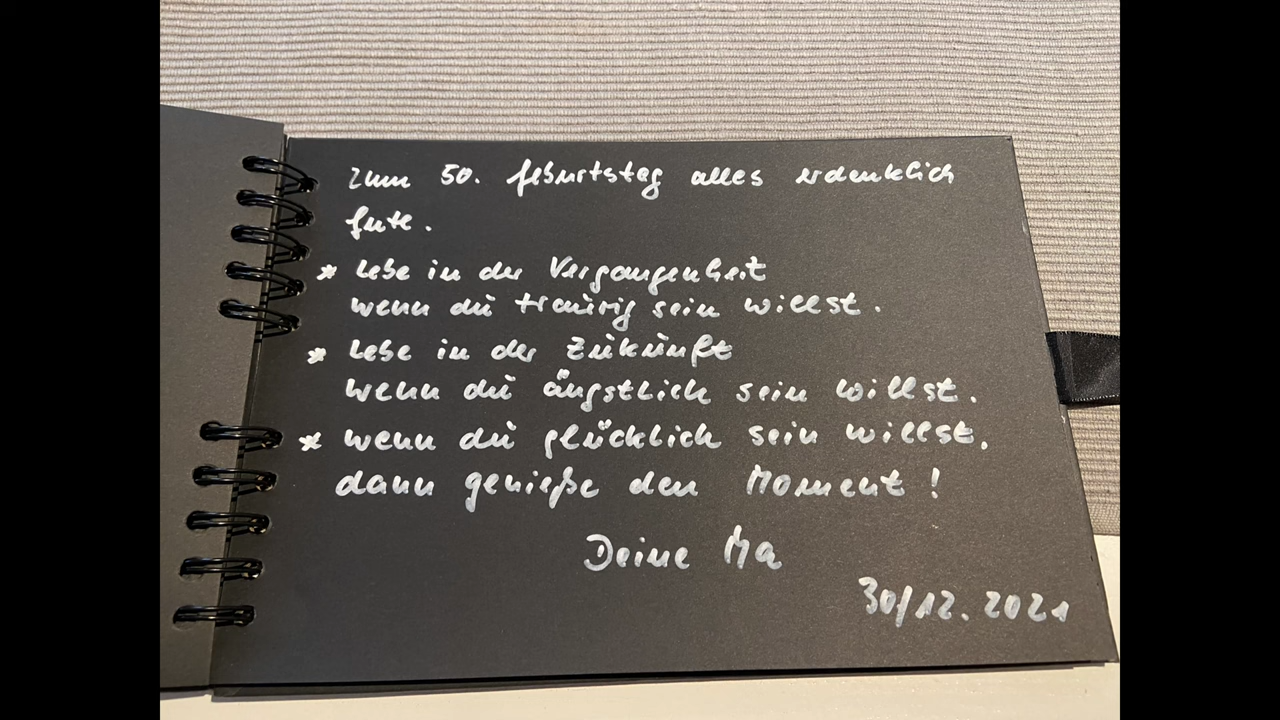 Zum 50. Geburtstag alles erdenklich
Gute.
* Lebe in der Vergangenheit
wenn du traurig sein willst.
* Lebe in der Zukunft
wenn du ängstlich sein willst.
* wenn du glücklich sein willst.
dann genieße den Moment!
Deine Ma
30/12.2021